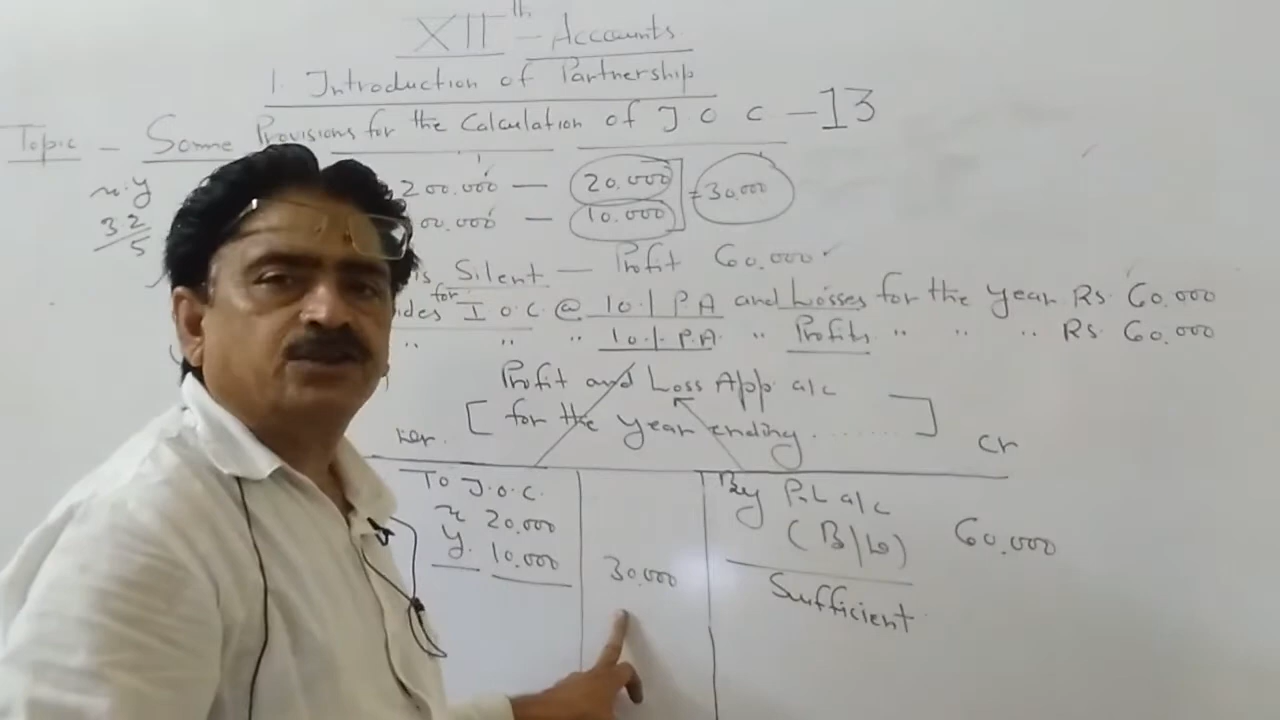 XII th - Accounts
1. Introduction of Partnership
Topic - Some Provisions for the Calculation of I O C - 13
x : y
3 2
5
200.000 — 20.000
00.000 — 10.000
= 30,000
is Silent — Profit 60.000
for I O.C. @ 10 % P A and Losses for the year Rs. 60.000
" " " 10 % P.A. " Profits " " " Rs 60.000
Profit and Loss App a/c
[ for the year ending ........ ]
Dr. Cr
To I.O.C.
x 20,000
y. 10.000 30.000
By P.L a/c
(B/d) 60.000
Sufficient